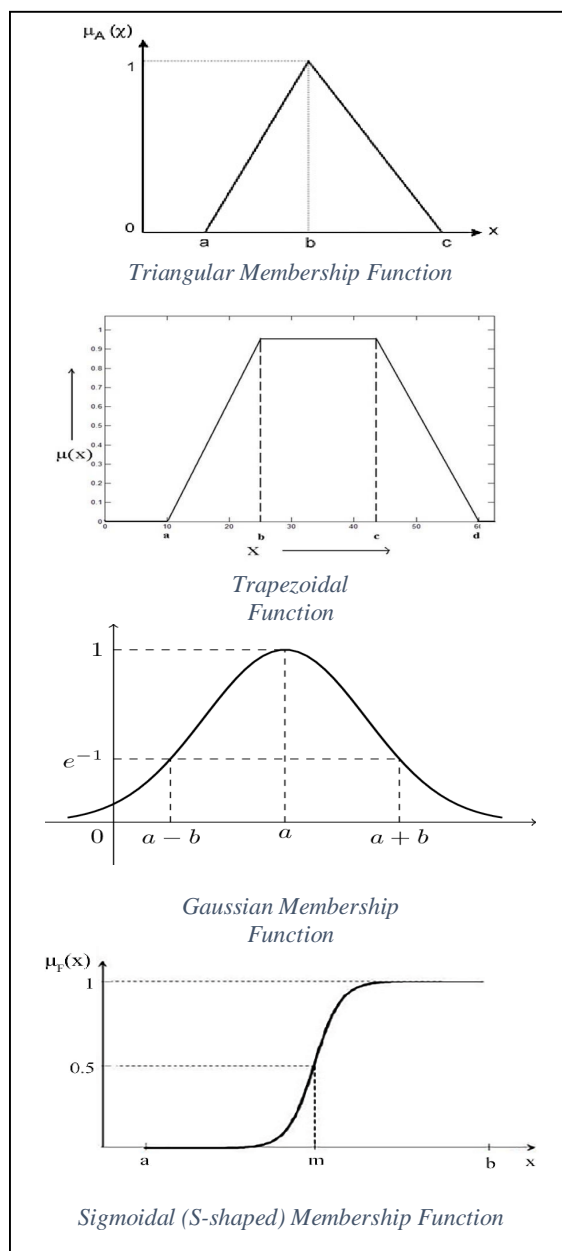 μ_A (χ)
1
0
a b c x
Triangular Membership Function
1
0.9
0.8
0.7
0.6
0.5
0.4
0.3
0.2
0.1
0
μ(x)
0 10 20 30 40 50 60
a b c d
X
Trapezoidal
Function
1
e⁻¹
0 a − b a a + b
Gaussian Membership
Function
μ_F(x)
1
0.5
a m b x
Sigmoidal (S-shaped) Membership Function